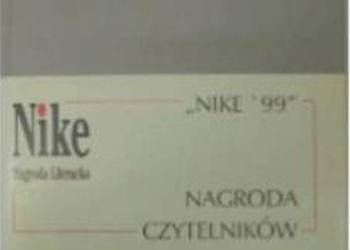 „NIKE '99"
Nike
Nagroda Literacka
NAGRODA
CZYTELNIKÓW